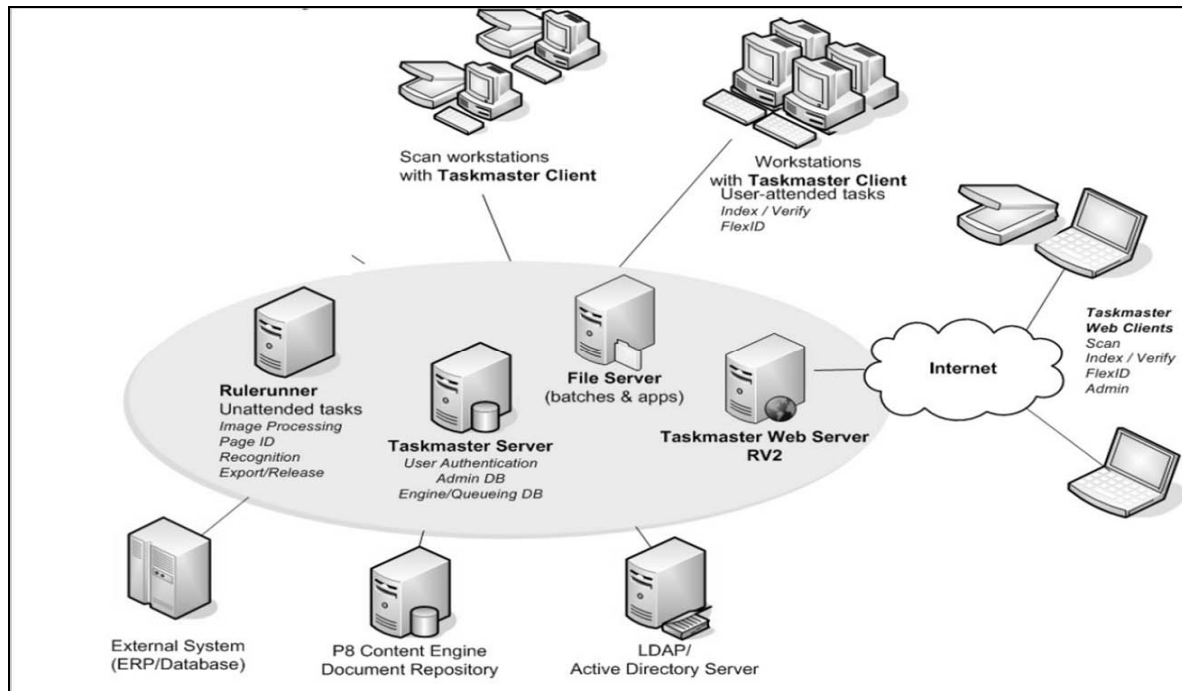 Scan workstations
with Taskmaster Client
Workstations
with Taskmaster Client
User-attended tasks
Index / Verify
FlexID
Taskmaster
Web Clients
Scan
Index / Verify
FlexID
Admin
Internet
Rulerunner
Unattended tasks
Image Processing
Page ID
Recognition
Export/Release
Taskmaster Server
User Authentication
Admin DB
Engine/Queueing DB
File Server
(batches & apps)
Taskmaster Web Server
RV2
External System
(ERP/Database)
P8 Content Engine
Document Repository
LDAP/
Active Directory Server